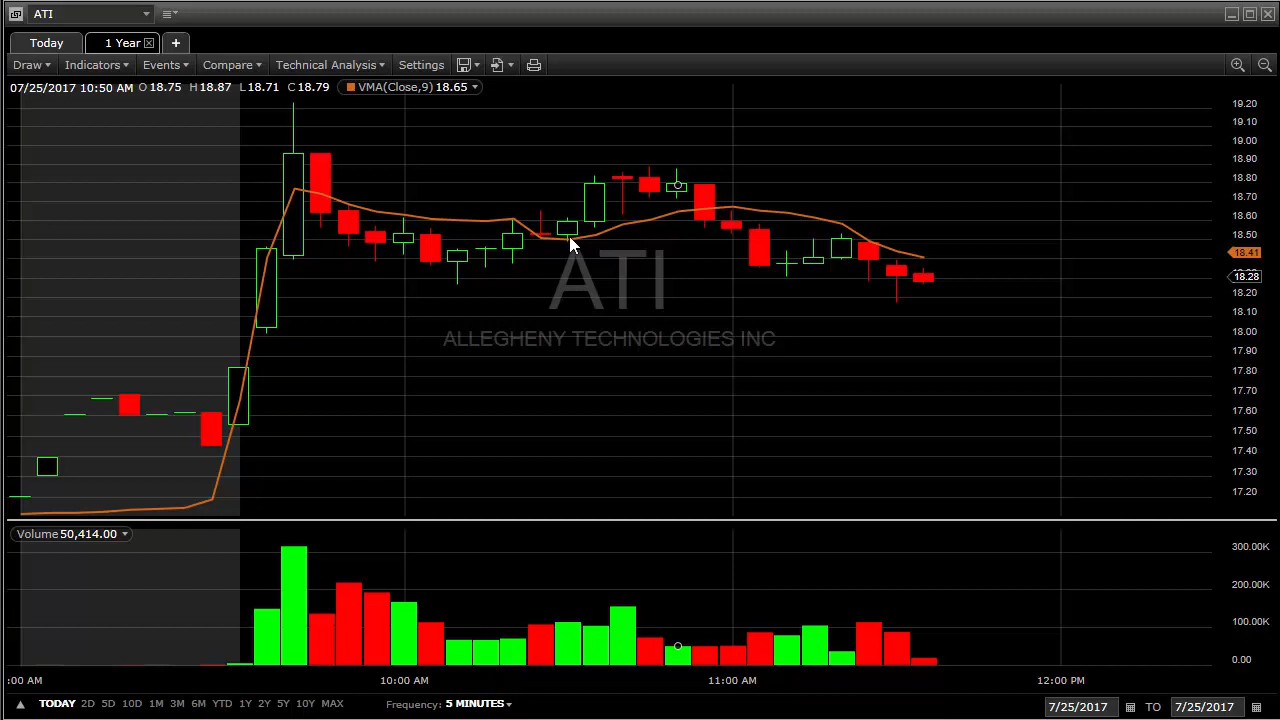 ATI
Today 1 Year +
Draw Indicators Events Compare Technical Analysis Settings
07/25/2017 10:50 AM O 18.75 H 18.87 L 18.71 C 18.79 VMA(Close,9) 18.65
19.20
19.10
19.00
18.90
18.80
18.70
18.60
18.50
18.41
18.28
18.20
18.10
18.00
17.90
17.80
17.70
17.60
17.50
17.40
17.30
17.20
ATI
ALLEGHENY TECHNOLOGIES INC
Volume 50,414.00
300.00K
200.00K
100.00K
0.00
:00 AM 10:00 AM 11:00 AM 12:00 PM
TODAY 2D 5D 10D 1M 3M 6M YTD 1Y 2Y 5Y 10Y MAX Frequency: 5 MINUTES 7/25/2017 TO 7/25/2017